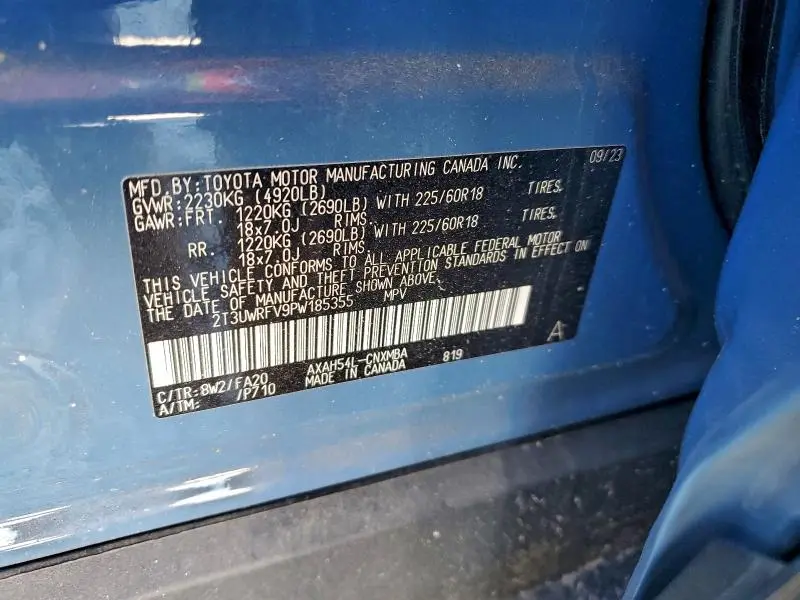 MFD. BY: TOYOTA MOTOR MANUFACTURING CANADA INC. 09/23
GVWR: 2230KG (4920LB)
GAWR: FRT. 1220KG (2690LB) WITH 225/60R18 TIRES,
18x7.0J RIMS
RR. 1220KG (2690LB) WITH 225/60R18 TIRES,
18x7.0J RIMS
THIS VEHICLE CONFORMS TO ALL APPLICABLE FEDERAL MOTOR
VEHICLE SAFETY AND THEFT PREVENTION STANDARDS IN EFFECT ON
THE DATE OF MANUFACTURE SHOWN ABOVE.
2T3UWRFV9PW185355 MPV
A
C/TR: 8W2/FA20 AXAH54L-CNXMBA 819
A/TM: /P710 MADE IN CANADA